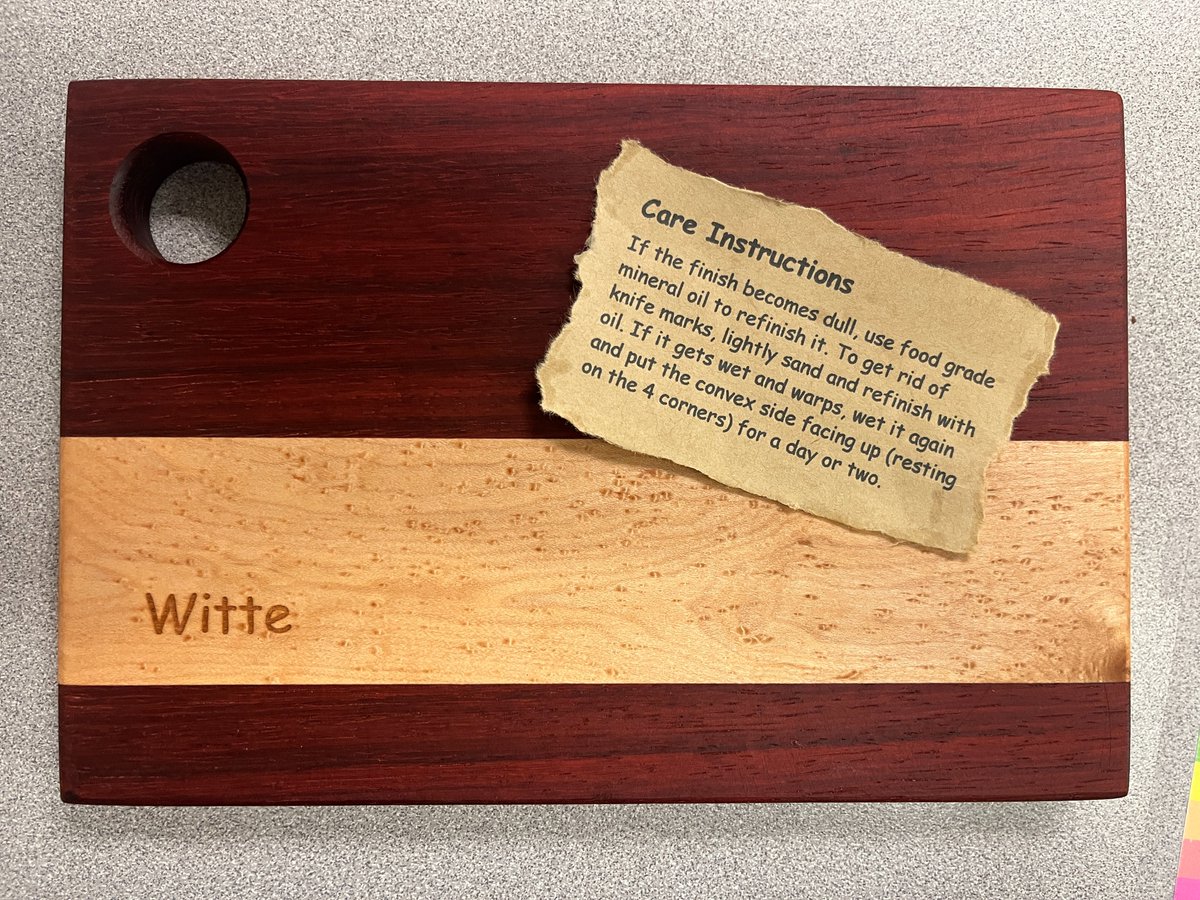 Care Instructions
If the finish becomes dull, use food grade
mineral oil to refinish it. To get rid of
knife marks, lightly sand and refinish with
oil. If it gets wet and warps, wet it again
and put the convex side facing up (resting
on the 4 corners) for a day or two.
Witte